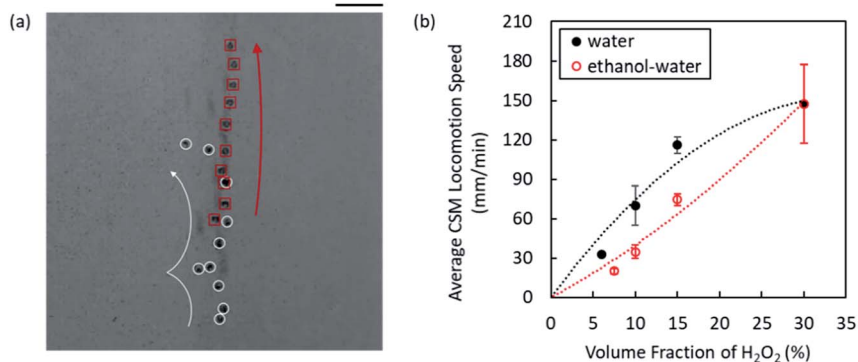 (a)
(b)
210
180
150
120
90
60
30
0
Average CSM Locomotion Speed
(mm/min)
water
ethanol-water
0 5 10 15 20 25 30 35
Volume Fraction of H₂O₂ (%)